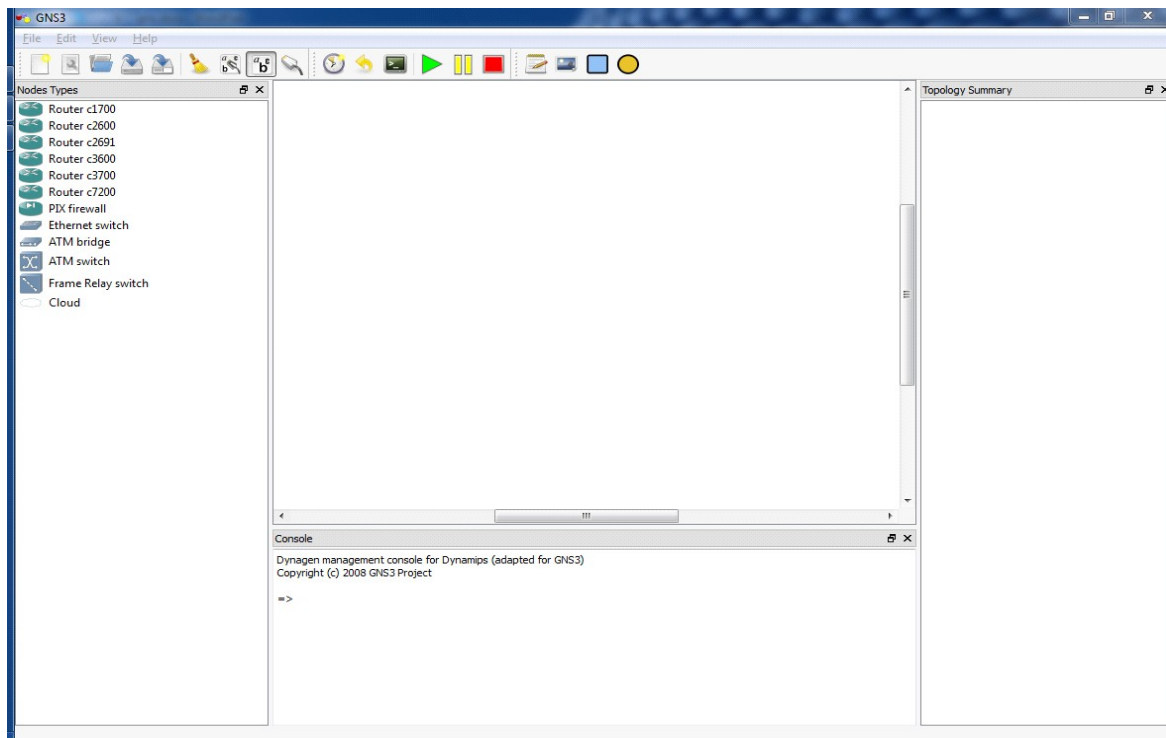 GNS3
File Edit View Help
Nodes Types
Router c1700
Router c2600
Router c2691
Router c3600
Router c3700
Router c7200
PIX firewall
Ethernet switch
ATM bridge
ATM switch
Frame Relay switch
Cloud
Topology Summary
Console
Dynagen management console for Dynamips (adapted for GNS3)
Copyright (c) 2008 GNS3 Project
=>